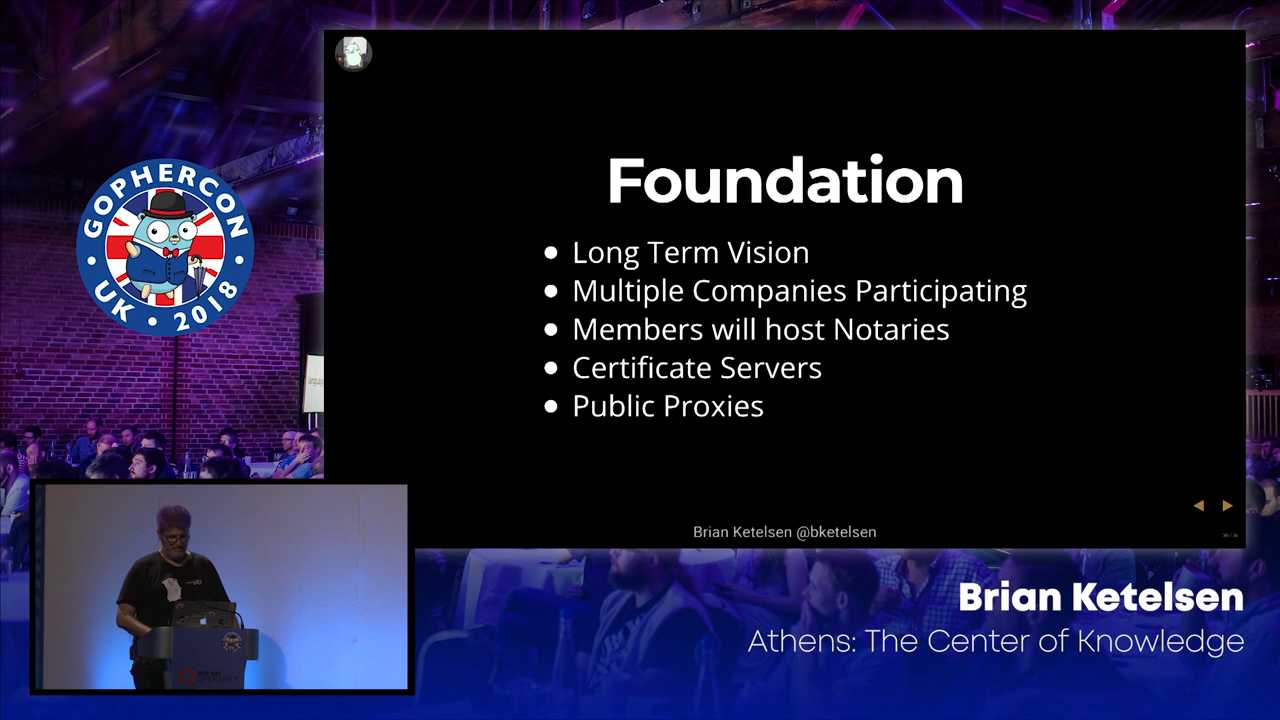 Foundation
Long Term Vision
Multiple Companies Participating
Members will host Notaries
Certificate Servers
Public Proxies
Brian Ketelsen @bketelsen
GOPHERCON
UK • 2018
Brian Ketelsen
Athens: The Center of Knowledge